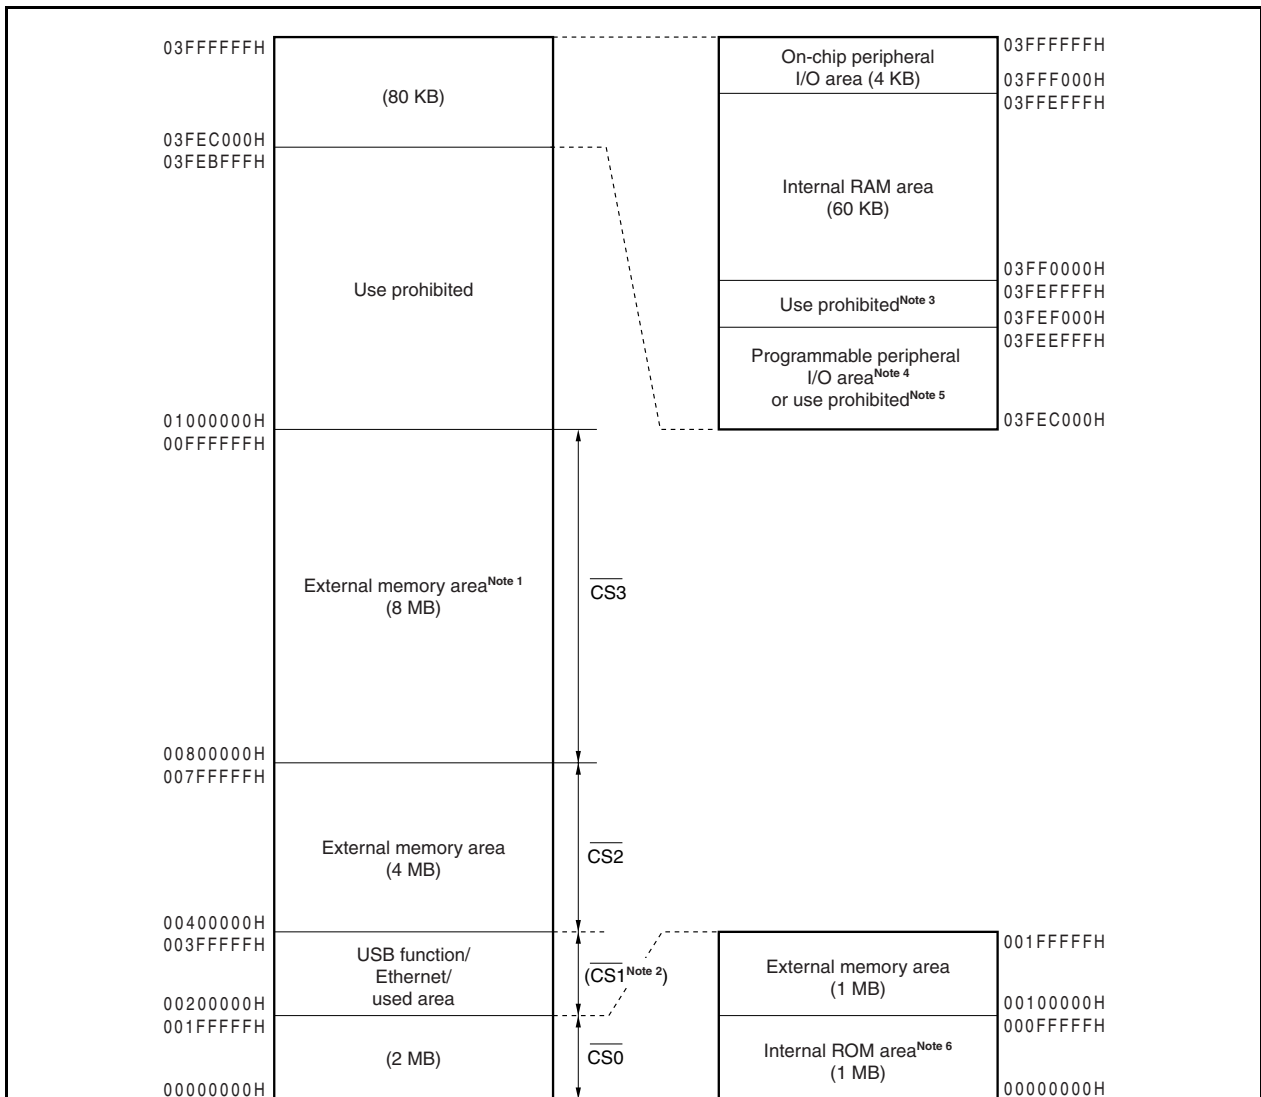 03FFFFFFH
(80 KB)
03FEC000H
03FEBFFFH
Use prohibited
01000000H
00FFFFFFH
External memory areaNote 1
(8 MB)
CS3
00800000H
007FFFFFH
External memory area
(4 MB)
CS2
00400000H
003FFFFFH
USB function/
Ethernet/
used area
(CS1Note 2)
00200000H
001FFFFFH
(2 MB)
CS0
00000000H
On-chip peripheral
I/O area (4 KB)
03FFFFFFH
03FFF000H
03FFEFFFH
Internal RAM area
(60 KB)
03FF0000H
03FEFFFFH
Use prohibitedNote 3
03FEF000H
03FEEFFFH
Programmable peripheral
I/O areaNote 4
or use prohibitedNote 5
03FEC000H
001FFFFFH
External memory area
(1 MB)
00100000H
000FFFFFH
Internal ROM areaNote 6
(1 MB)
00000000H